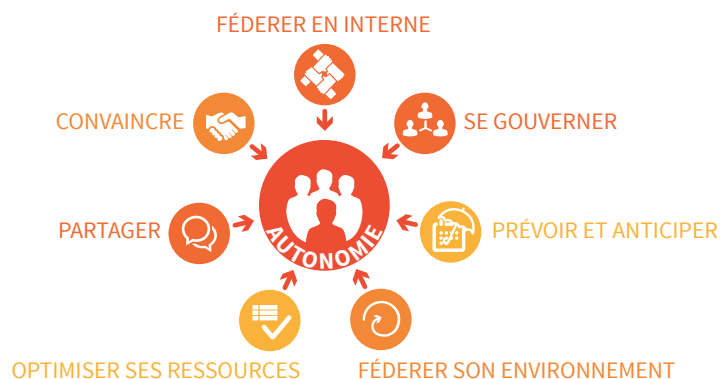 FÉDERER EN INTERNE
CONVAINCRE
SE GOUVERNER
PARTAGER
AUTONOMIE
PRÉVOIR ET ANTICIPER
OPTIMISER SES RESSOURCES
FÉDERER SON ENVIRONNEMENT